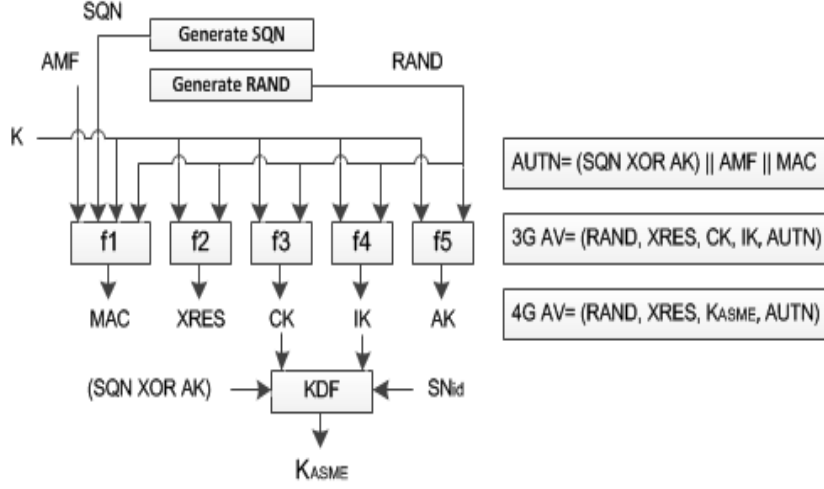 SQN
Generate SQN
AMF
Generate RAND
RAND
K
AUTN= (SQN XOR AK) || AMF || MAC
f1
f2
f3
f4
f5
3G AV= (RAND, XRES, CK, IK, AUTN)
MAC
XRES
CK
IK
AK
4G AV= (RAND, XRES, KASME, AUTN)
(SQN XOR AK)
KDF
SNid
KASME